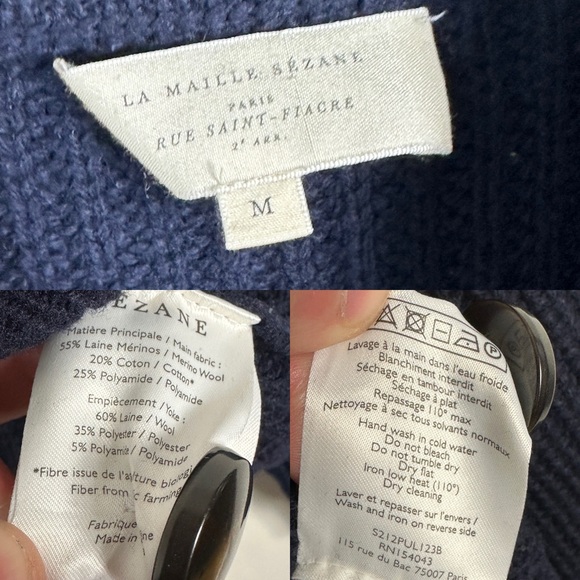 LA MAILLE SÉZANE
PARIS
RUE SAINT-FIACRE
2e ARR.
M
ÉZANE
Matière Principale / Main fabric :
55% Laine Mérinos / Merino Wool
20% Coton / Cotton*
25% Polyamide / Polyamide
Empiècement / Yoke :
60% Laine / Wool
35% Polyester / Polyester
5% Polyamide / Polyamide
*Fibre issue de
Fiber from farming
Fabriqué
Made in
Lavage à la main dans l'eau froide
Blanchiment interdit
Séchage en tambour interdit
Séchage à plat
Repassage 110° max
Nettoyage à sec tous solvants normaux
Hand wash in cold water
Do not bleach
Do not tumble dry
Dry flat
Iron low heat (110°)
Dry cleaning
Laver et repasser sur l'envers /
Wash and iron on reverse side
S212PUL123B
RN154043
115 rue du Bac 75007 Paris